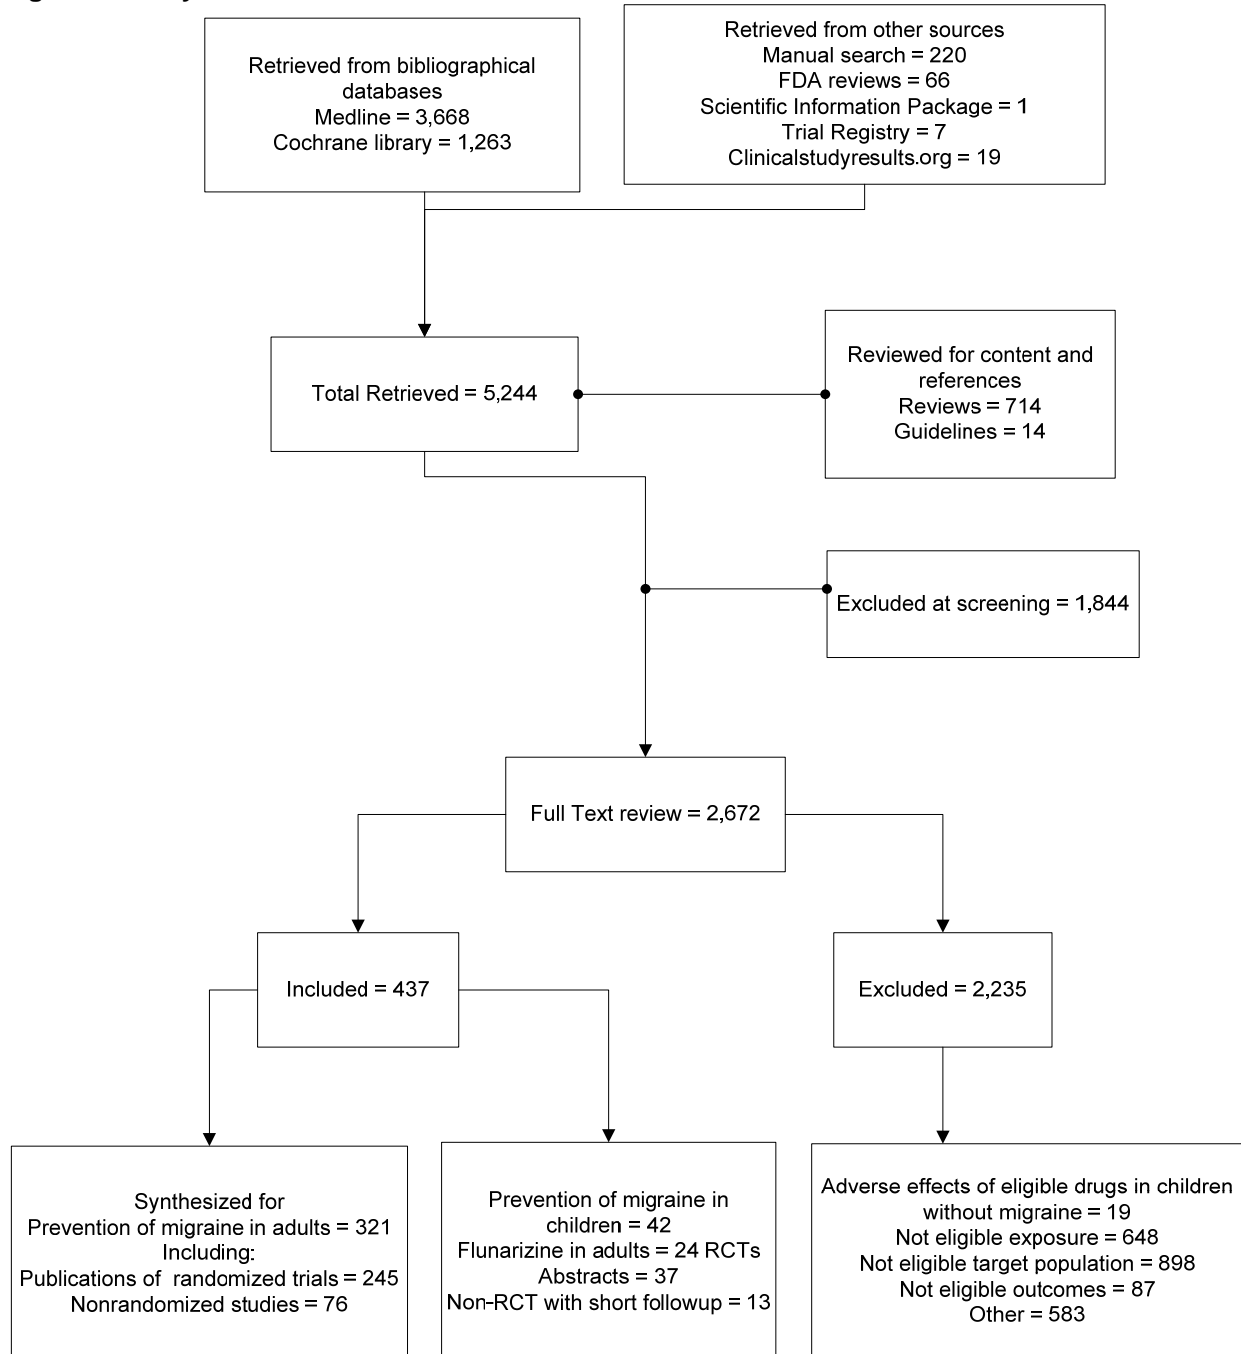 Retrieved from bibliographical
databases
Medline = 3,668
Cochrane library = 1,263
Retrieved from other sources
Manual search = 220
FDA reviews = 66
Scientific Information Package = 1
Trial Registry = 7
Clinicalstudyresults.org = 19
Total Retrieved = 5,244
Reviewed for content and
references
Reviews = 714
Guidelines = 14
Excluded at screening = 1,844
Full Text review = 2,672
Included = 437
Excluded = 2,235
Synthesized for
Prevention of migraine in adults = 321
Including:
Publications of randomized trials = 245
Nonrandomized studies = 76
Prevention of migraine in
children = 42
Flunarizine in adults = 24 RCTs
Abstracts = 37
Non-RCT with short followup = 13
Adverse effects of eligible drugs in children
without migraine = 19
Not eligible exposure = 648
Not eligible target population = 898
Not eligible outcomes = 87
Other = 583